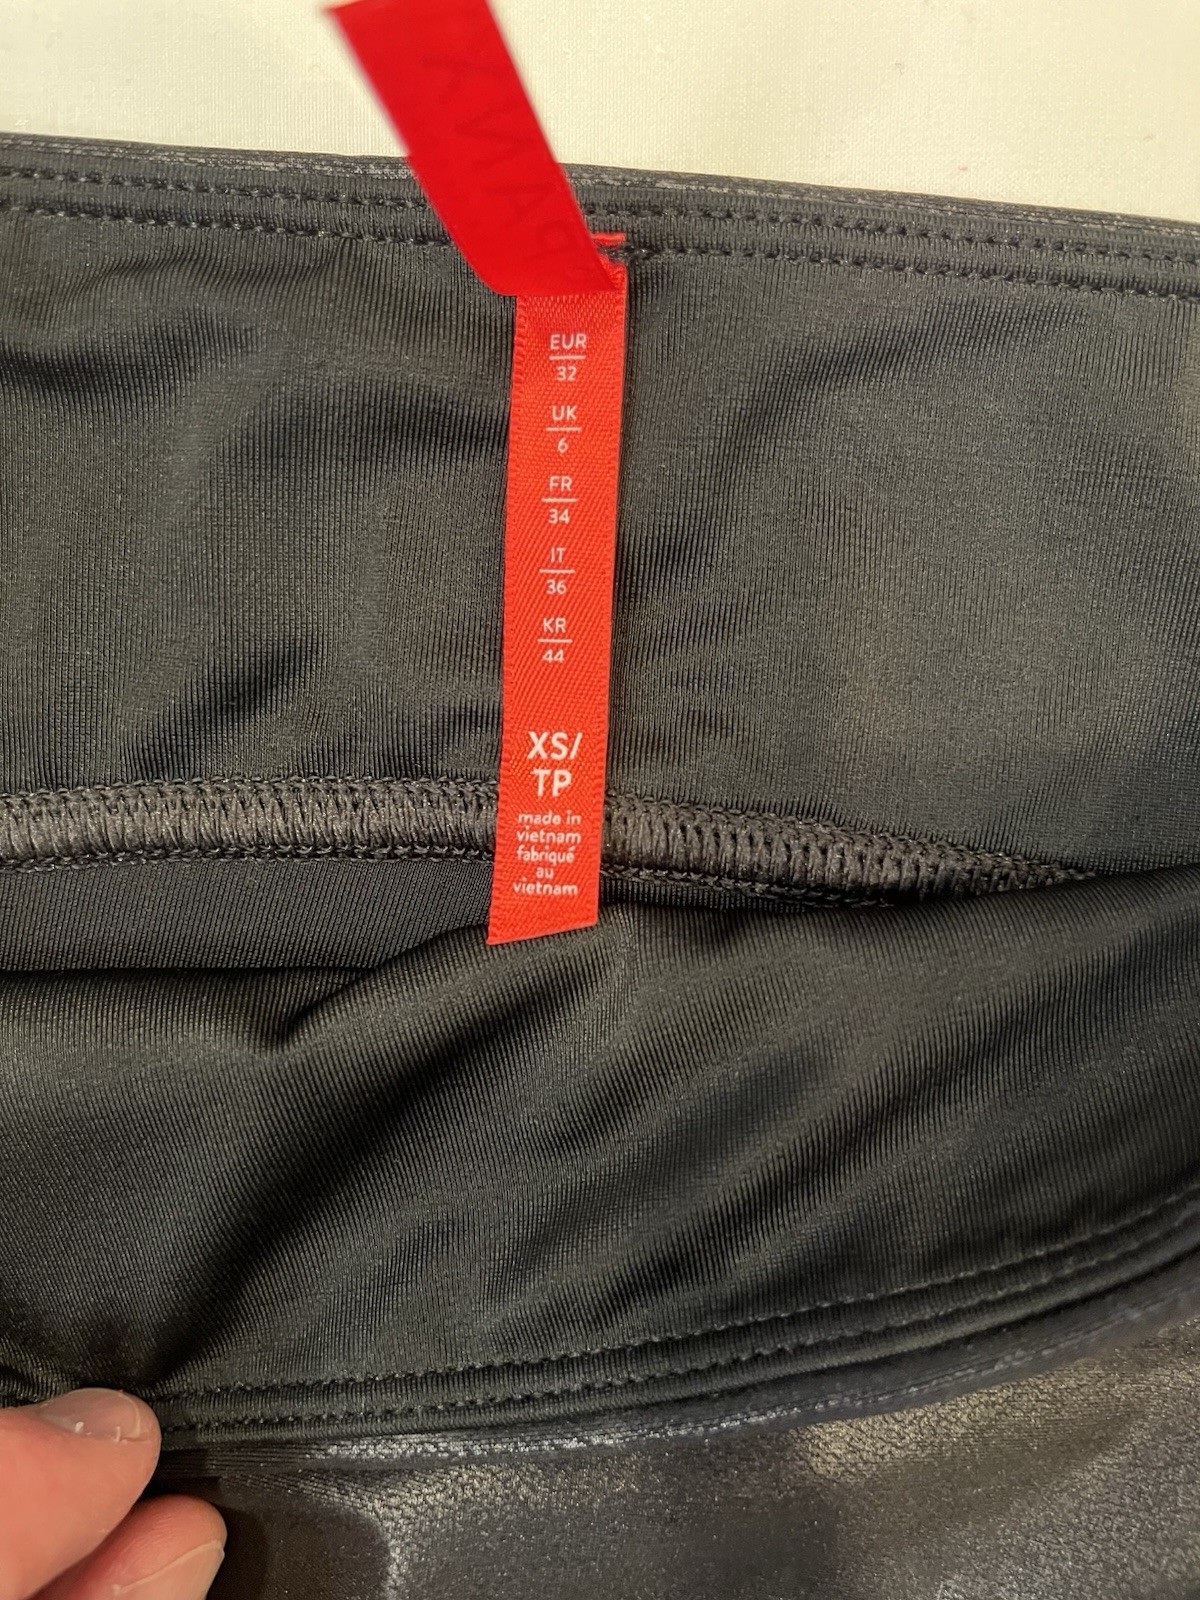 EUR
32
UK
6
FR
34
IT
36
KR
44
XS/
TP
made in
vietnam
fabriqué
au
vietnam